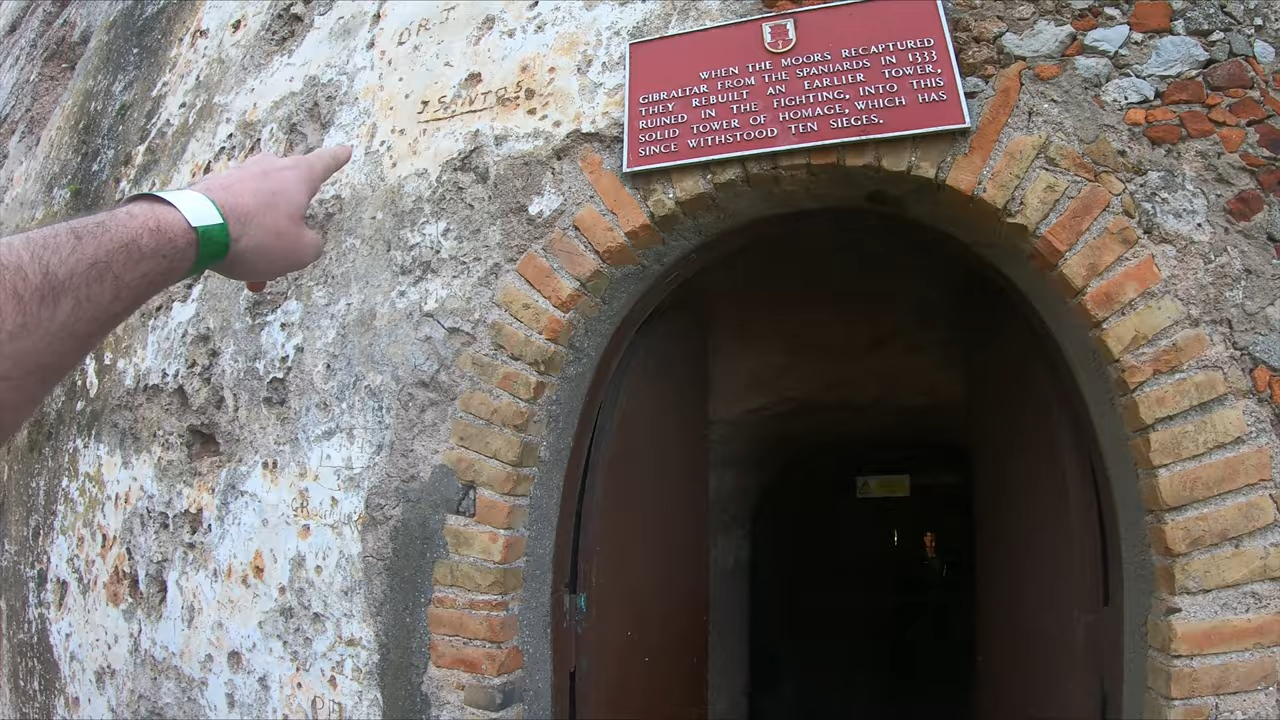 DRJ
J.SANTOS
WHEN THE MOORS RECAPTURED
GIBRALTAR FROM THE SPANIARDS IN 1333
THEY REBUILT AN EARLIER TOWER,
RUINED IN THE FIGHTING, INTO THIS
SOLID TOWER OF HOMAGE, WHICH HAS
SINCE WITHSTOOD TEN SIEGES.